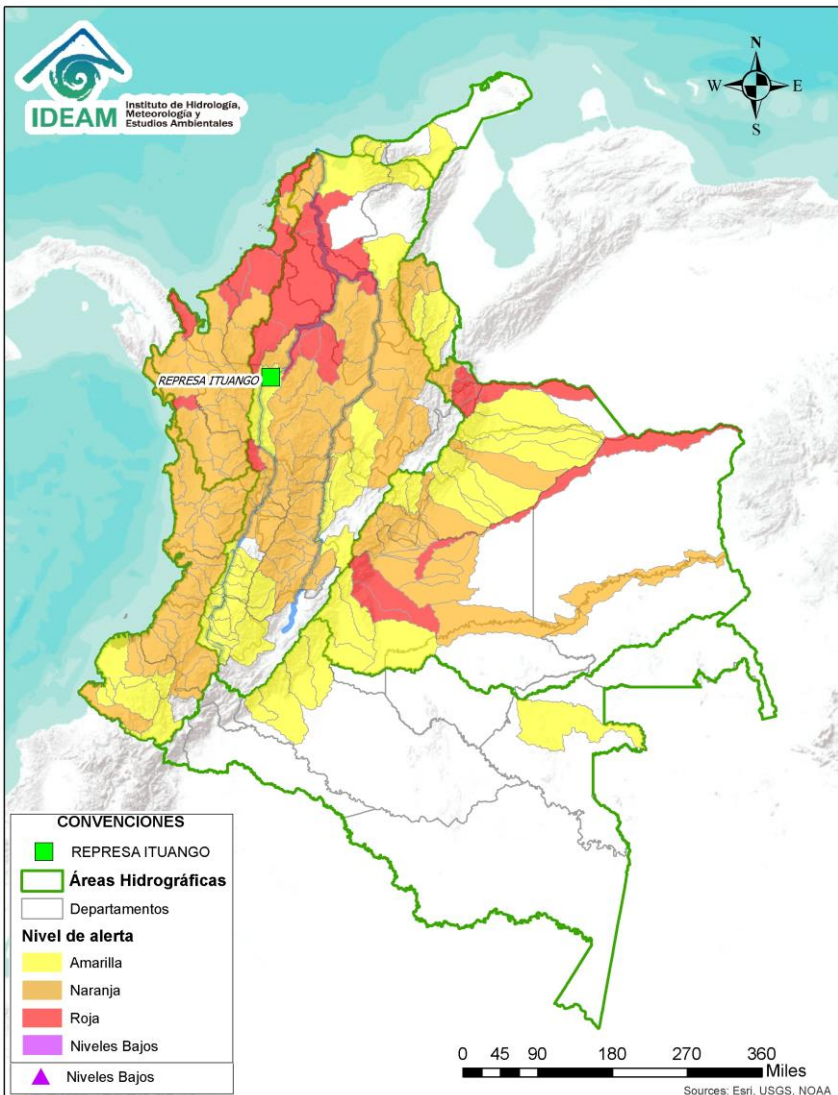 IDEAM
Instituto de Hidrología,
Meteorología y
Estudios Ambientales
N
W
E
S
REPRESA ITUANGO
CONVENCIONES
REPRESA ITUANGO
Áreas Hidrográficas
Departamentos
Nivel de alerta
Amarilla
Naranja
Roja
Niveles Bajos
Niveles Bajos
0 45 90 180 270 360
Miles
Sources: Esri, USGS, NOAA